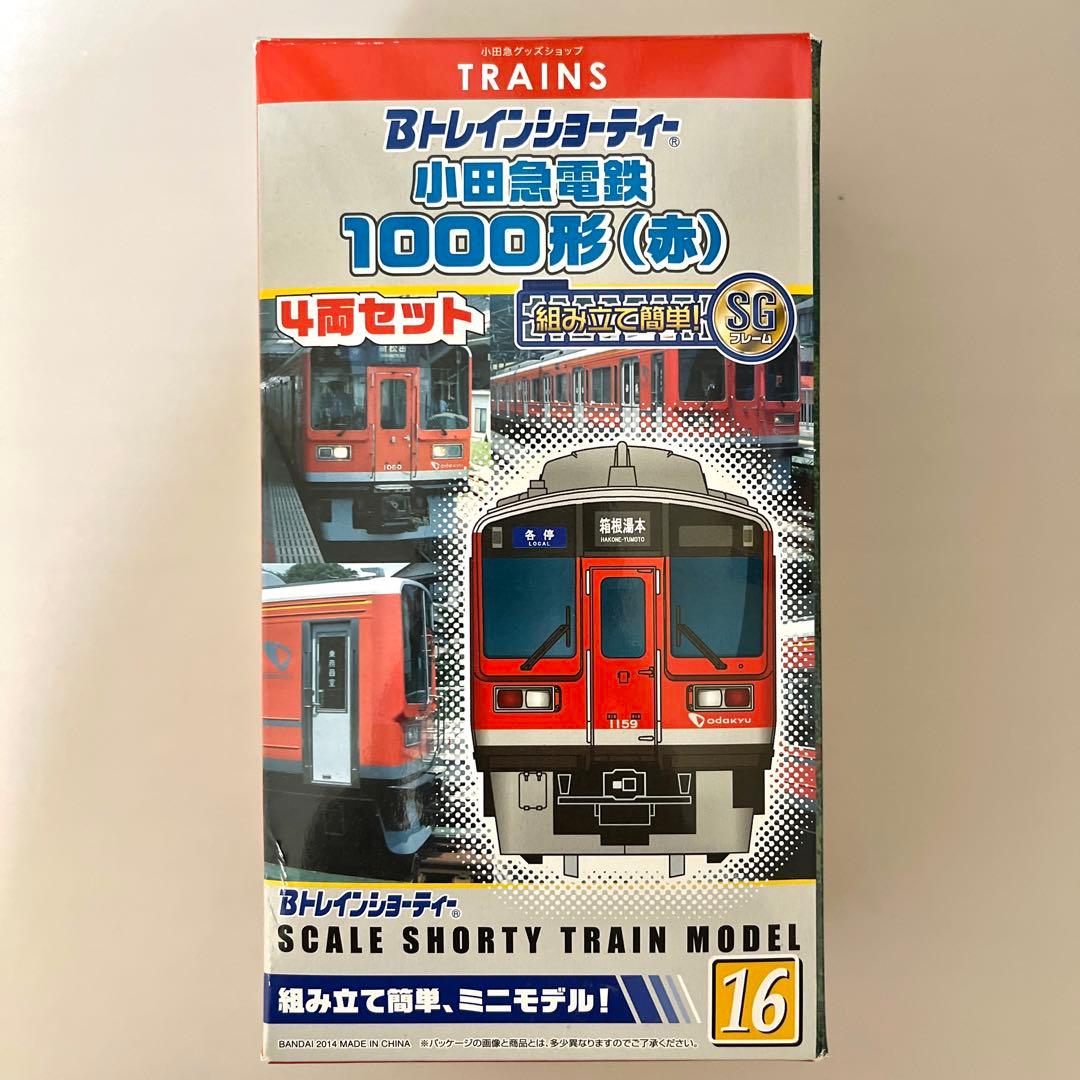 小田急グッズショップ
TRAINS
Bトレインショーティー®
小田急電鉄
1000形(赤)
4両セット
組み立て簡単!
SG
フレーム
1060
ODAKYU
各停
LOCAL
箱根湯本
HAKONE-YUMOTO
乗務員室
1159
ODAKYU
Bトレインショーティー®
SCALE SHORTY TRAIN MODEL
組み立て簡単、ミニモデル!
16
BANDAI 2014 MADE IN CHINA ※パッケージの画像と商品とは、多少異なりますのでご了承ください。